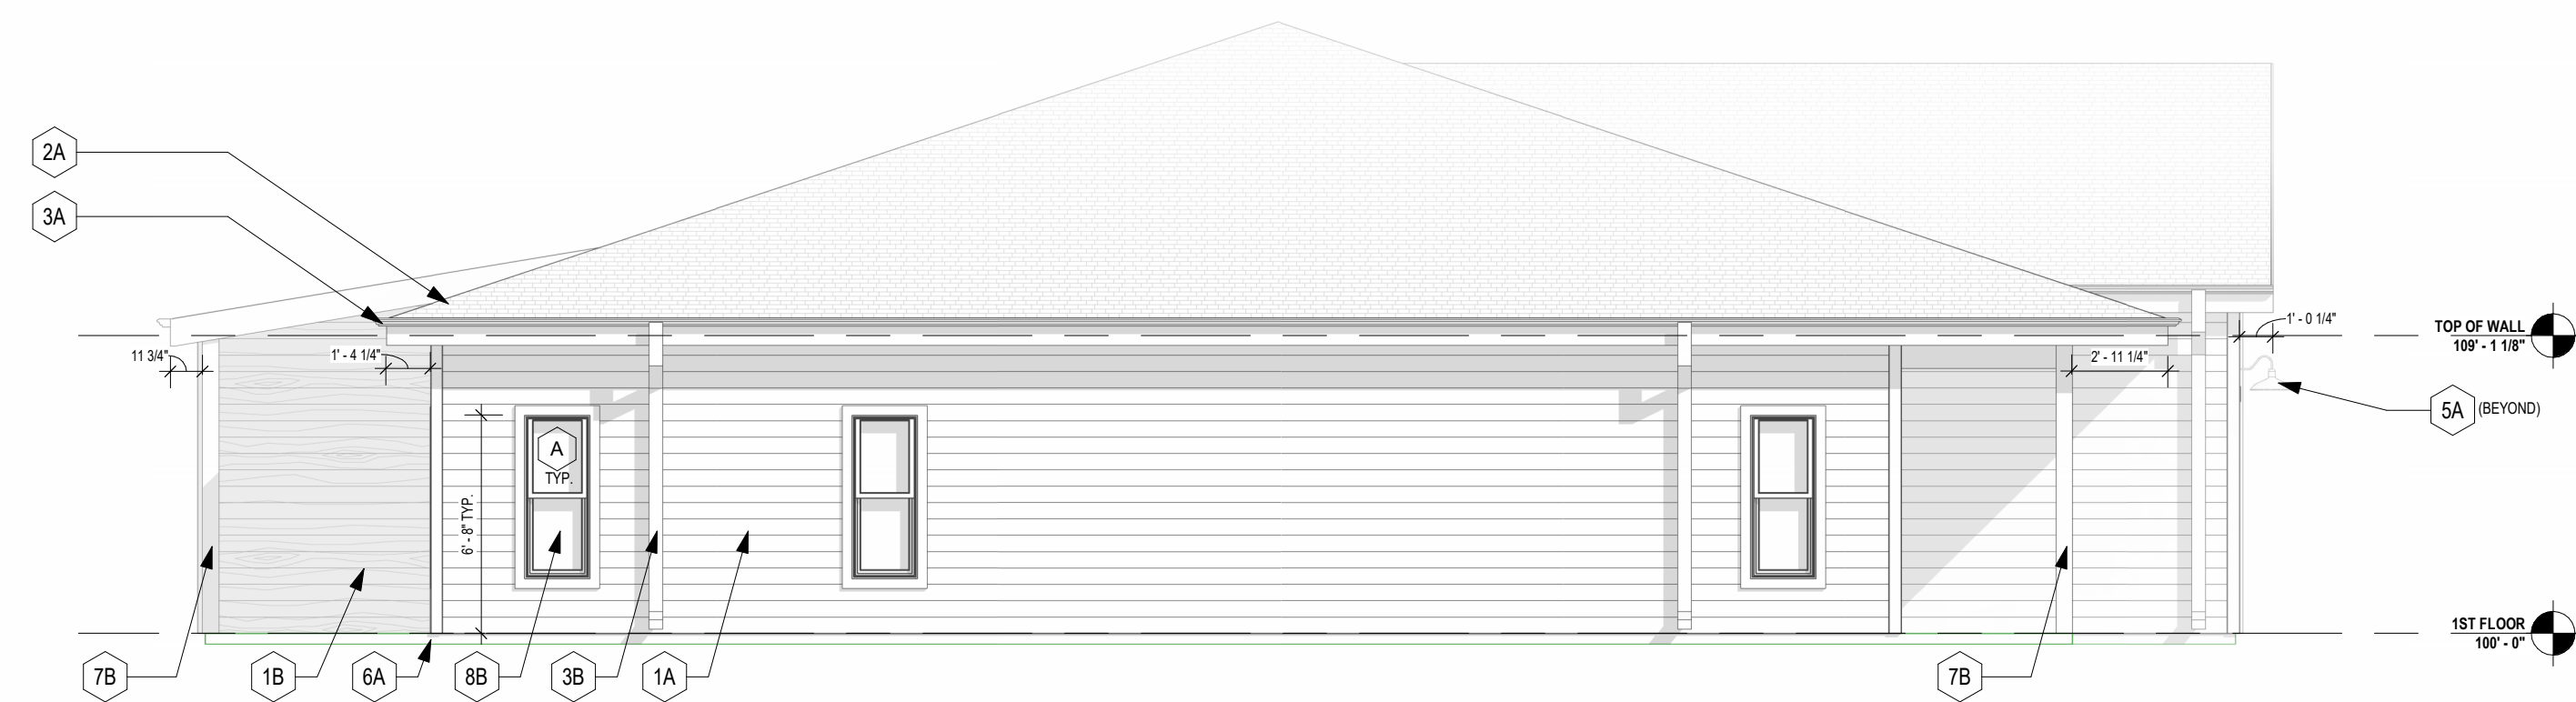 2A
3A
11 3/4"
1' - 4 1/4"
6' - 8" TYP.
A
TYP.
2' - 11 1/4"
1' - 0 1/4"
TOP OF WALL
109' - 1 1/8"
5A (BEYOND)
1ST FLOOR
100' - 0"
7B
1B
6A
8B
3B
1A
7B